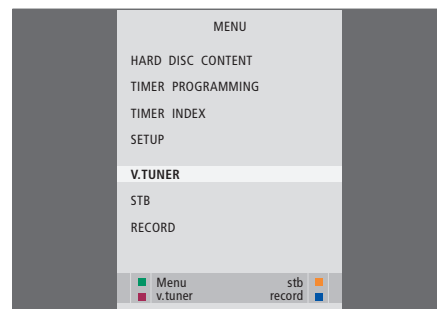 MENU
HARD DISC CONTENT
TIMER PROGRAMMING
TIMER INDEX
SETUP
V.TUNER
STB
RECORD
Menu stb
v.tuner record